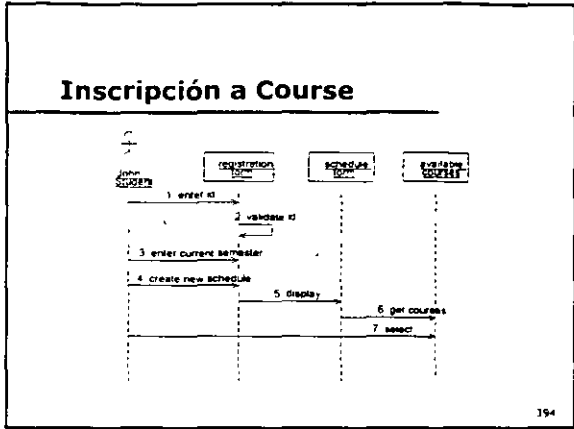 Inscripción a Course
registration form
schedule form
available courses
John Student
1 enter id
2 validate id
3 enter current semester
4 create new schedule
5 display
6 get courses
7 select
194